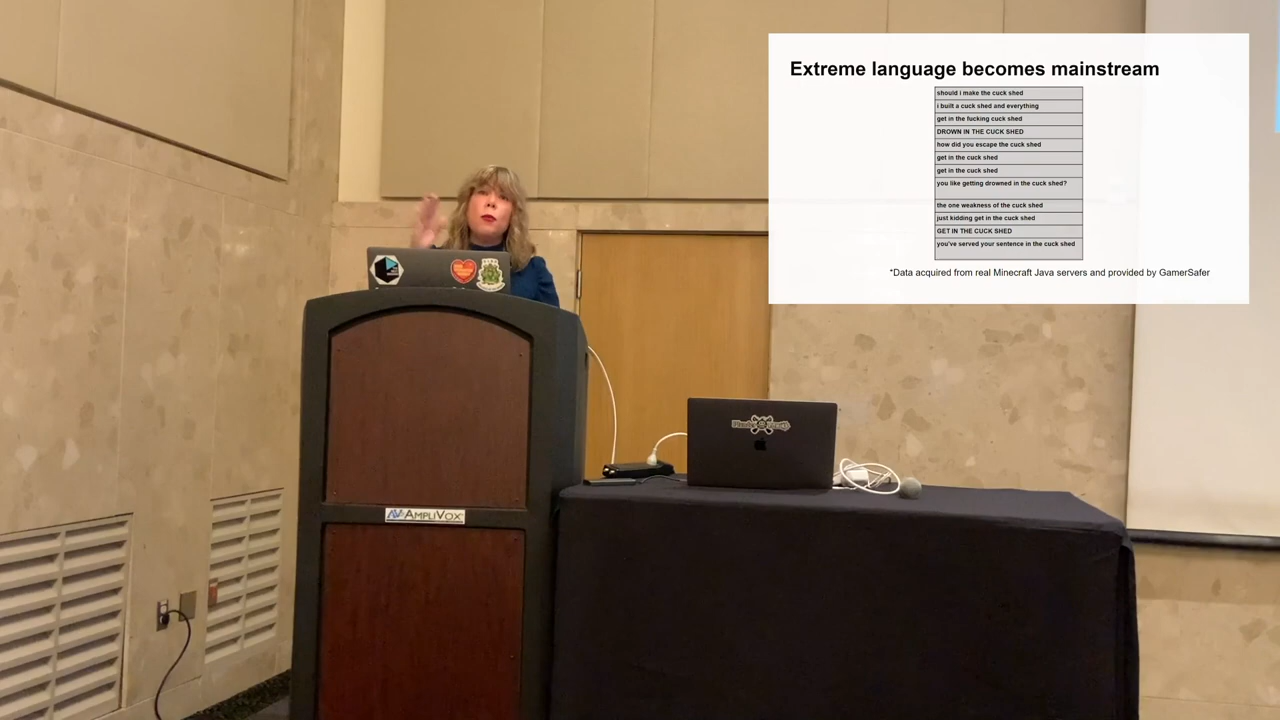 Extreme language becomes mainstream
should i make the cuck shed
i built a cuck shed and everything
get in the fucking cuck shed
DROWN IN THE CUCK SHED
how did you escape the cuck shed
get in the cuck shed
get in the cuck shed
you like getting drowned in the cuck shed?
the one weakness of the cuck shed
just kidding get in the cuck shed
GET IN THE CUCK SHED
you've served your sentence in the cuck shed
*Data acquired from real Minecraft Java servers and provided by GamerSafer
AMPLIVOX